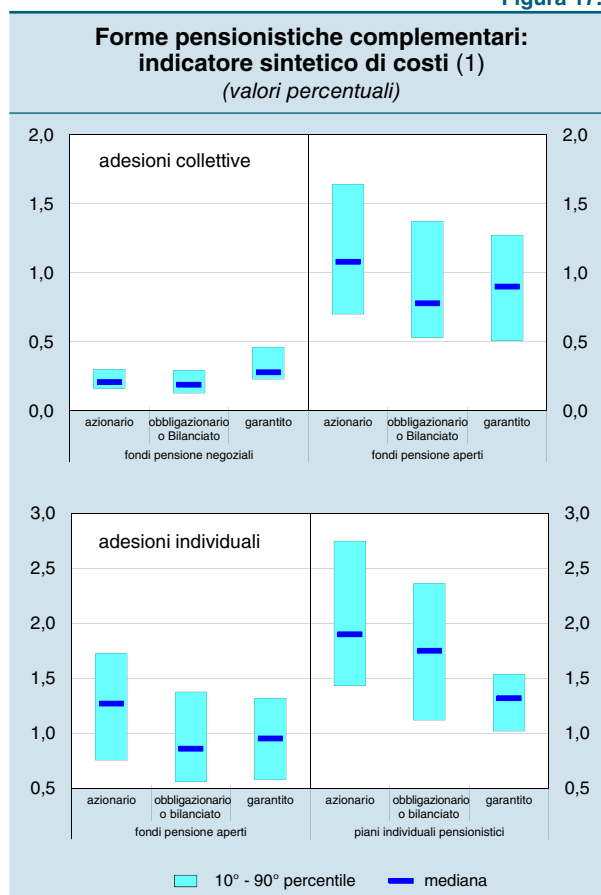 Figura 17.
Forme pensionistiche complementari:
indicatore sintetico di costi (1)
(valori percentuali)
2,0 2,0
adesioni collettive
1,5 1,5
1,0 1,0
0,5 0,5
0,0 0,0
azionario obbligazionario garantito azionario obbligazionario garantito
o Bilanciato o Bilanciato
fondi pensione negoziali fondi pensione aperti
3,0 3,0
adesioni individuali
2,5 2,5
2,0 2,0
1,5 1,5
1,0 1,0
0,5 0,5
azionario obbligazionario garantito azionario obbligazionario garantito
o bilanciato o bilanciato
fondi pensione aperti piani individuali pensionistici
10° - 90° percentile mediana